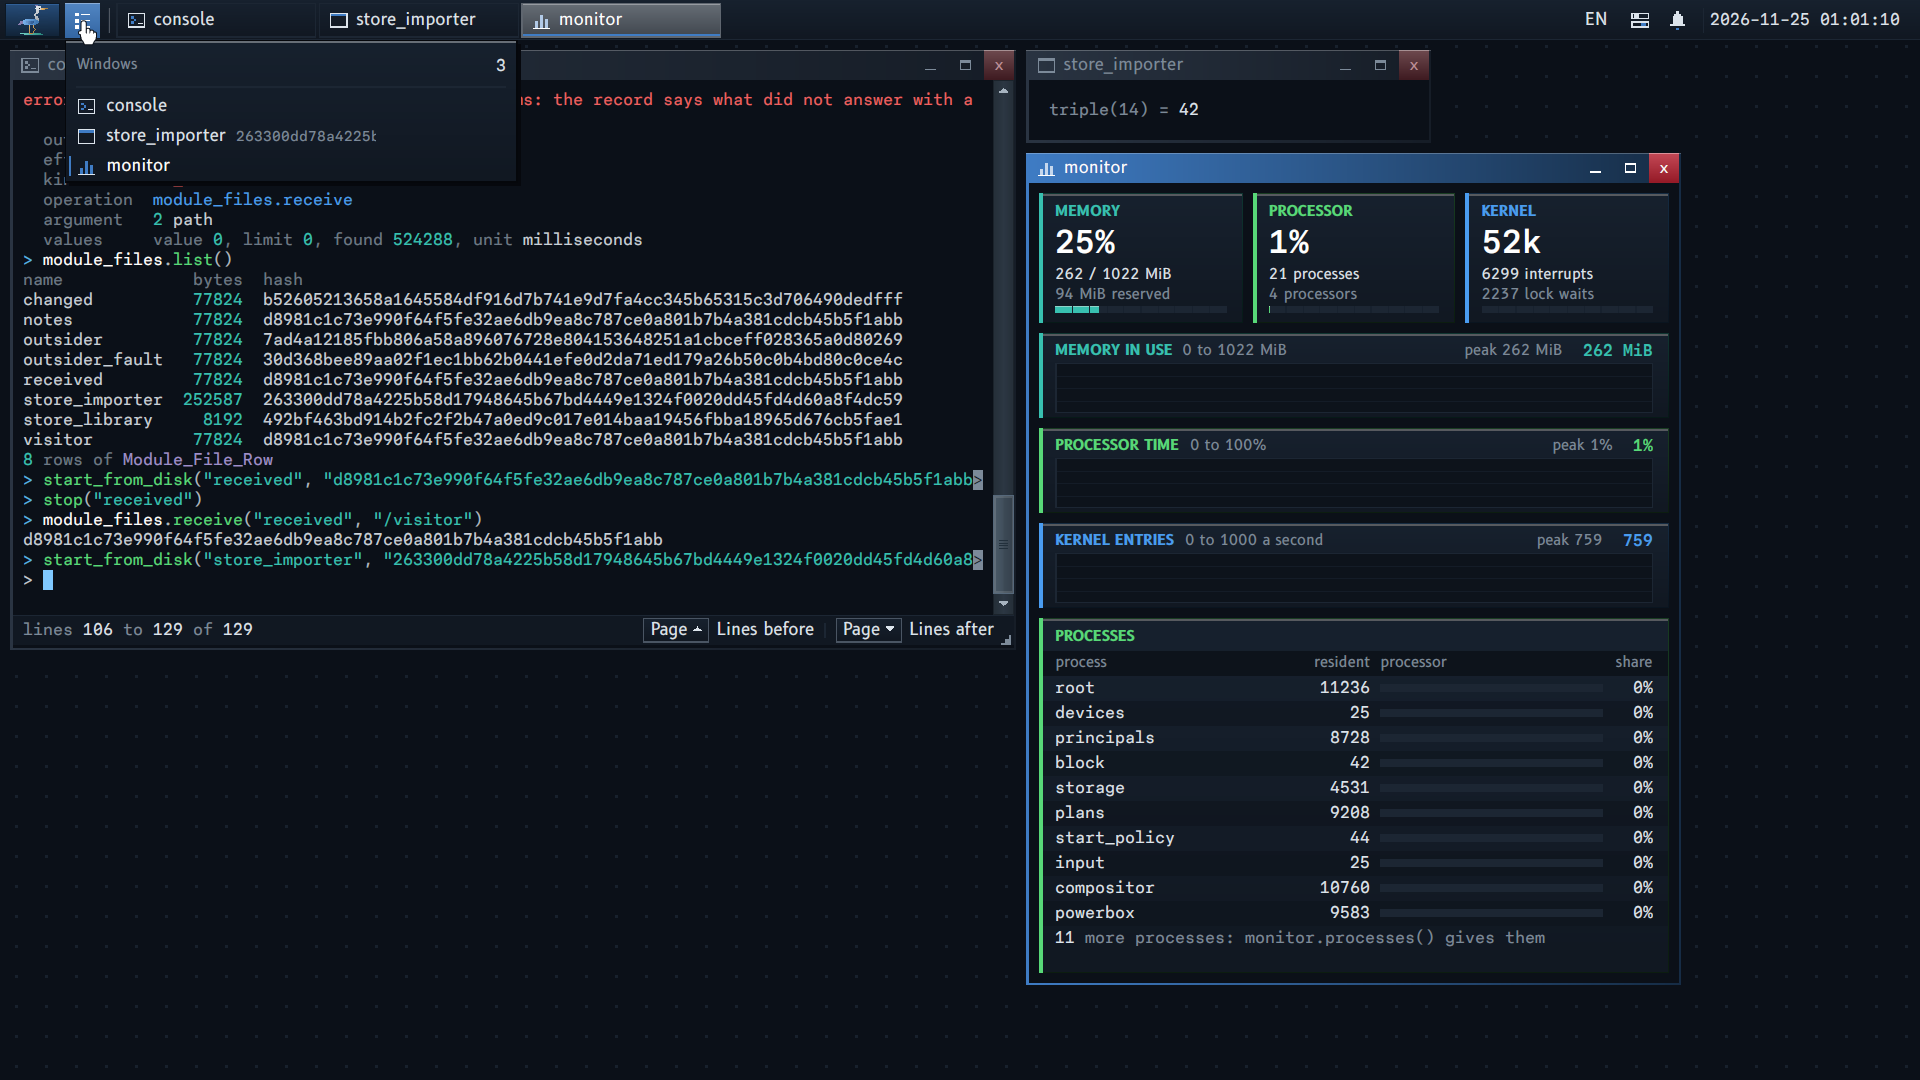 console
store_importer
monitor
EN
2026-11-25 01:01:10
Windows
3
console
store_importer 263300dd78a4225b
monitor
co
erro
ns: the record says what did not answer with a
ou
ef
ki
operation module_files.receive
argument 2 path
values value 0, limit 0, found 524288, unit milliseconds
> module_files.list()
name bytes hash
changed 77824 b52605213658a1645584df916d7b741e9d7fa4cc345b65315c3d706490dedfff
notes 77824 d8981c1c73e990f64f5fe32ae6db9ea8c787ce0a801b7b4a381cdcb45b5f1abb
outsider 77824 7ad4a12185fbb806a58a896076728e804153648251a1cbceff028365a0d80269
outsider_fault 77824 30d368bee89aa02f1ec1bb62b0441efe0d2da71ed179a26b50c0b4bd80c0ce4c
received 77824 d8981c1c73e990f64f5fe32ae6db9ea8c787ce0a801b7b4a381cdcb45b5f1abb
store_importer 252587 263300dd78a4225b58d17948645b67bd4449e1324f0020dd45fd4d60a8f4dc59
store_library 8192 492bf463bd914b2fc2f2b47a0ed9c017e014baa19456fbba18965d676cb5fae1
visitor 77824 d8981c1c73e990f64f5fe32ae6db9ea8c787ce0a801b7b4a381cdcb45b5f1abb
8 rows of Module_File_Row
> start_from_disk("received", "d8981c1c73e990f64f5fe32ae6db9ea8c787ce0a801b7b4a381cdcb45b5f1abb>
> stop("received")
> module_files.receive("received", "/visitor")
d8981c1c73e990f64f5fe32ae6db9ea8c787ce0a801b7b4a381cdcb45b5f1abb
> start_from_disk("store_importer", "263300dd78a4225b58d17948645b67bd4449e1324f0020dd45fd4d60a8>
>
lines 106 to 129 of 129
Page Lines before
Page Lines after
store_importer
triple(14) = 42
monitor
MEMORY
25%
262 / 1022 MiB
94 MiB reserved
PROCESSOR
1%
21 processes
4 processors
KERNEL
52k
6299 interrupts
2237 lock waits
MEMORY IN USE 0 to 1022 MiB peak 262 MiB 262 MiB
PROCESSOR TIME 0 to 100% peak 1% 1%
KERNEL ENTRIES 0 to 1000 a second peak 759 759
PROCESSES
process resident processor share
root 11236 0%
devices 25 0%
principals 8728 0%
block 42 0%
storage 4531 0%
plans 9208 0%
start_policy 44 0%
input 25 0%
compositor 10760 0%
powerbox 9583 0%
11 more processes: monitor.processes() gives them